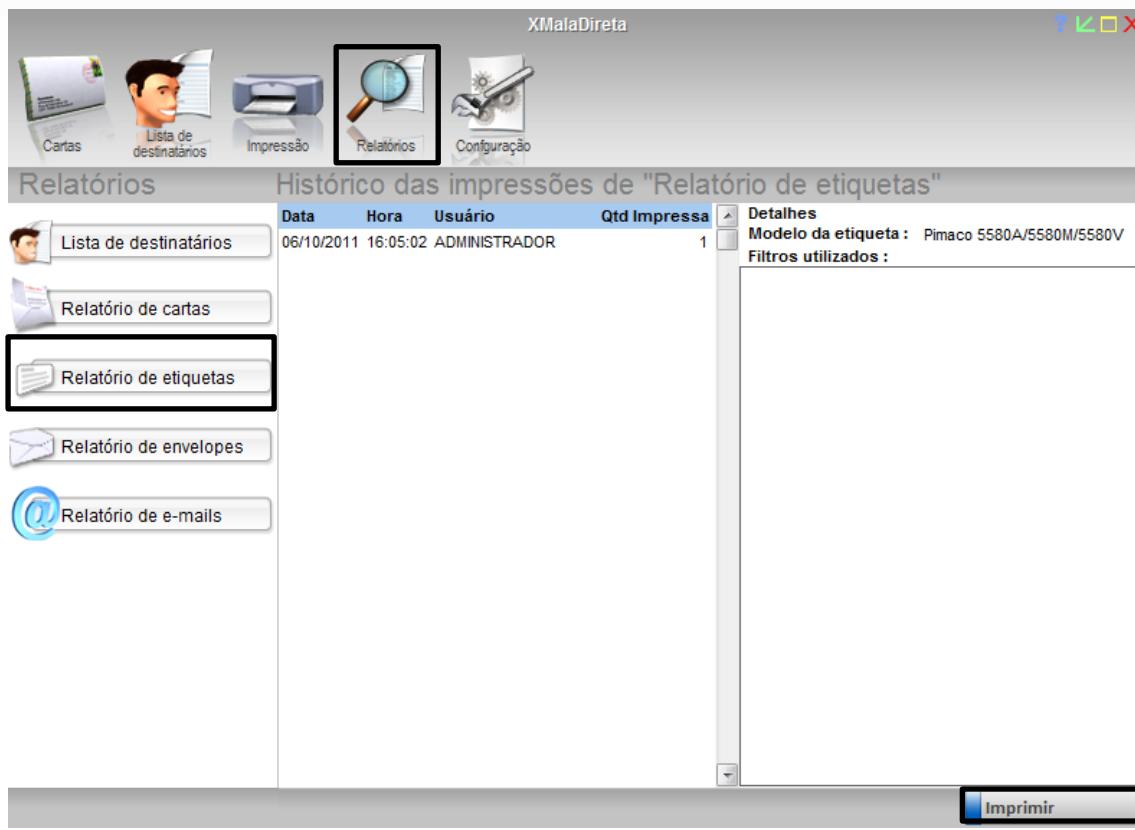 XMalaDireta
Cartas
Lista de
destinatários
Impressão
Relatórios
Confguração
Relatórios
Histórico das impressões de "Relatório de etiquetas"
Lista de destinatários
Relatório de cartas
Relatório de etiquetas
Relatório de envelopes
Relatório de e-mails
Data Hora Usuário Qtd Impressa
06/10/2011 16:05:02 ADMINISTRADOR 1
Detalhes
Modelo da etiqueta : Pimaco 5580A/5580M/5580V
Filtros utilizados :
Imprimir